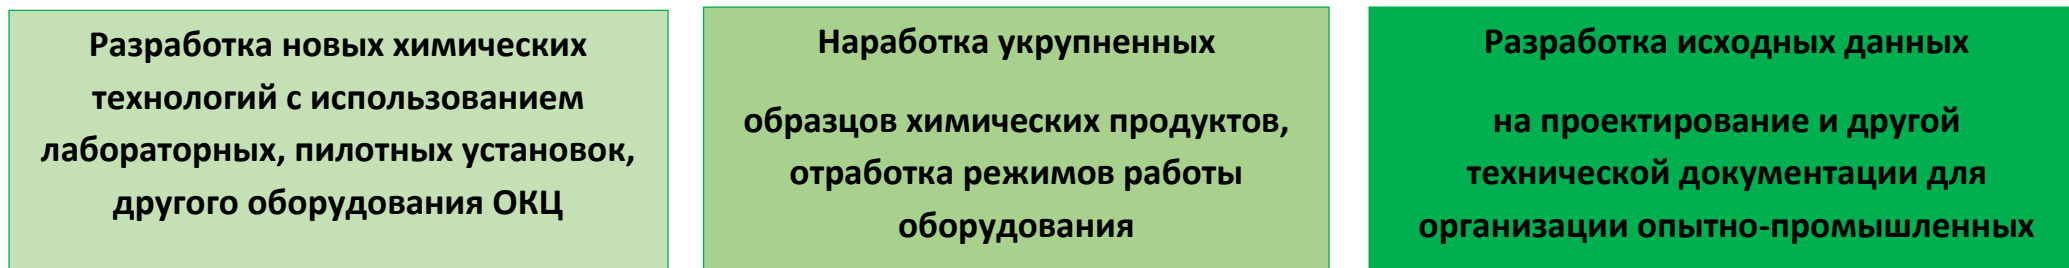 Разработка новых химических
технологий с использованием
лабораторных, пилотных установок,
другого оборудования ОКЦ
Наработка укрупненных
образцов химических продуктов,
отработка режимов работы
оборудования
Разработка исходных данных
на проектирование и другой
технической документации для
организации опытно-промышленных